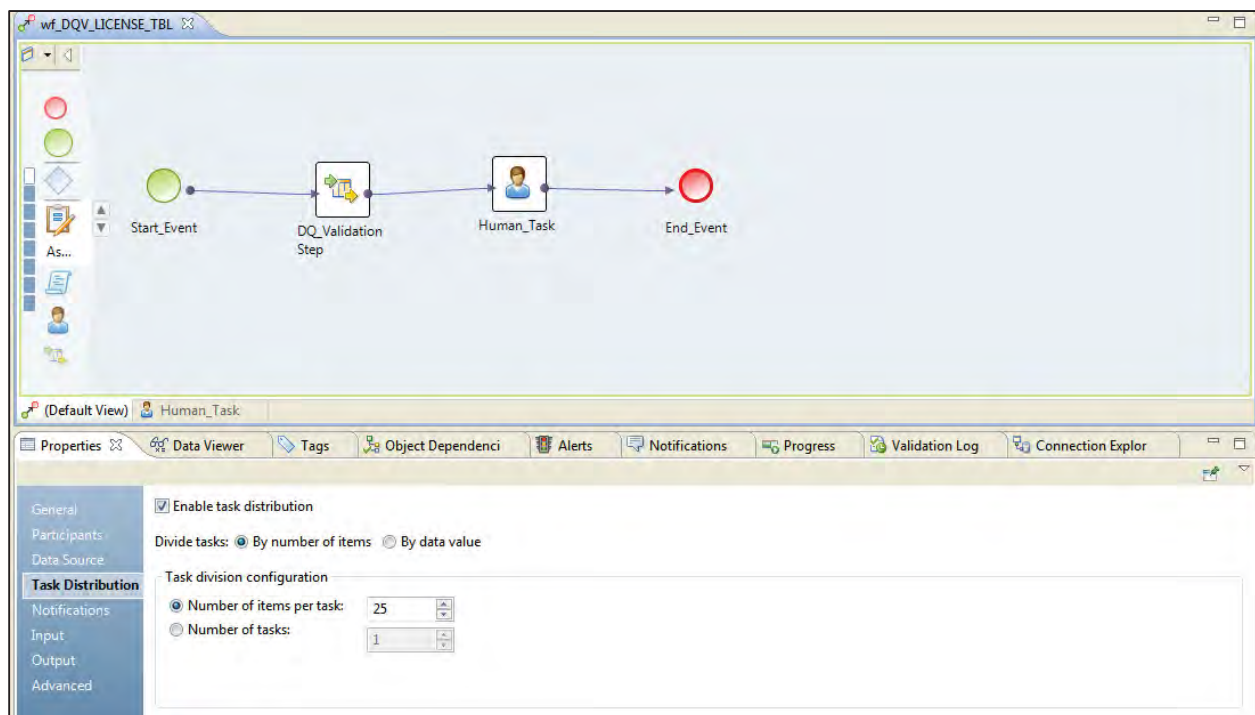 wf_DQV_LICENSE_TBL
As...
Start_Event
DQ_Validation
Step
Human_Task
End_Event
(Default View) Human_Task
Properties Data Viewer Tags Object Dependenci Alerts Notifications Progress Validation Log Connection Explor
General
Participants
Data Source
Task Distribution
Notifications
Input
Output
Advanced
Enable task distribution
Divide tasks: By number of items By data value
Task division configuration
Number of items per task: 25
Number of tasks: 1